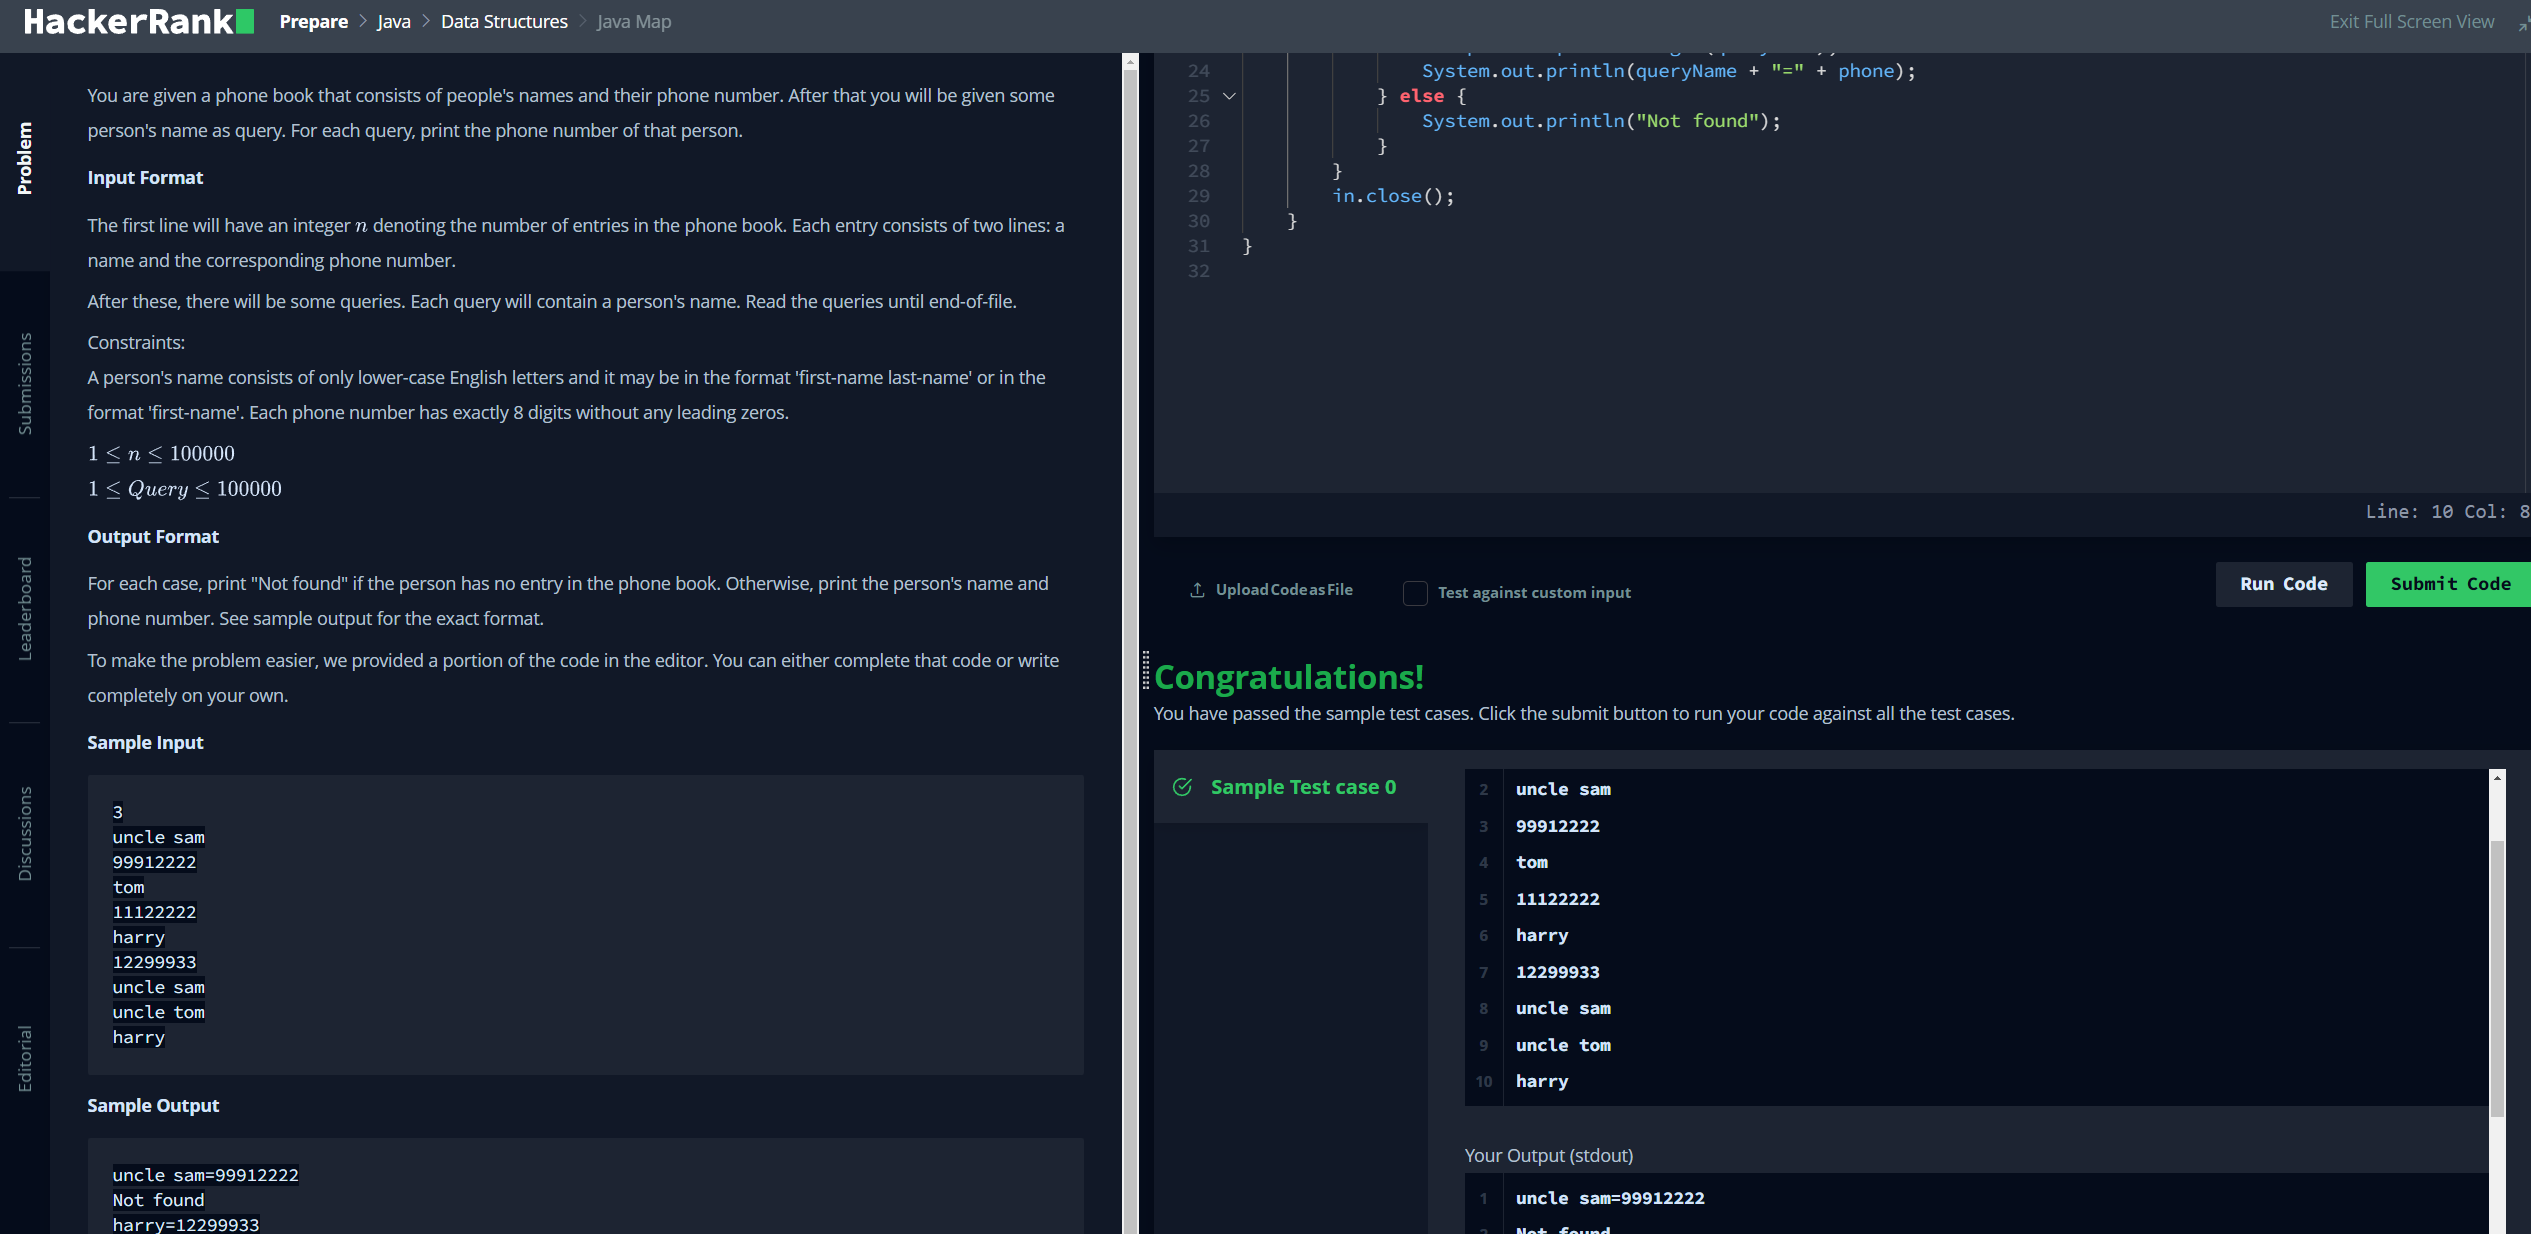 HackerRank
Prepare > Java > Data Structures > Java Map
Exit Full Screen View
Problem
Submissions
Leaderboard
Discussions
Editorial
You are given a phone book that consists of people's names and their phone number. After that you will be given some
person's name as query. For each query, print the phone number of that person.
Input Format
The first line will have an integer n denoting the number of entries in the phone book. Each entry consists of two lines: a
name and the corresponding phone number.
After these, there will be some queries. Each query will contain a person's name. Read the queries until end-of-file.
Constraints:
A person's name consists of only lower-case English letters and it may be in the format 'first-name last-name' or in the
format 'first-name'. Each phone number has exactly 8 digits without any leading zeros.
1 ≤ n ≤ 100000
1 ≤ Query ≤ 100000
Output Format
For each case, print "Not found" if the person has no entry in the phone book. Otherwise, print the person's name and
phone number. See sample output for the exact format.
To make the problem easier, we provided a portion of the code in the editor. You can either complete that code or write
completely on your own.
Sample Input
3
uncle sam
99912222
tom
11122222
harry
12299933
uncle sam
uncle tom
harry
Sample Output
uncle sam=99912222
Not found
harry=12299933
24 System.out.println(queryName + "=" + phone);
25 } else {
26 System.out.println("Not found");
27 }
28 }
29 in.close();
30 }
31 }
32
Line: 10 Col: 8
Upload Code as File
Test against custom input
Run Code
Submit Code
Congratulations!
You have passed the sample test cases. Click the submit button to run your code against all the test cases.
Sample Test case 0
2 uncle sam
3 99912222
4 tom
5 11122222
6 harry
7 12299933
8 uncle sam
9 uncle tom
10 harry
Your Output (stdout)
1 uncle sam=99912222
2 Not found